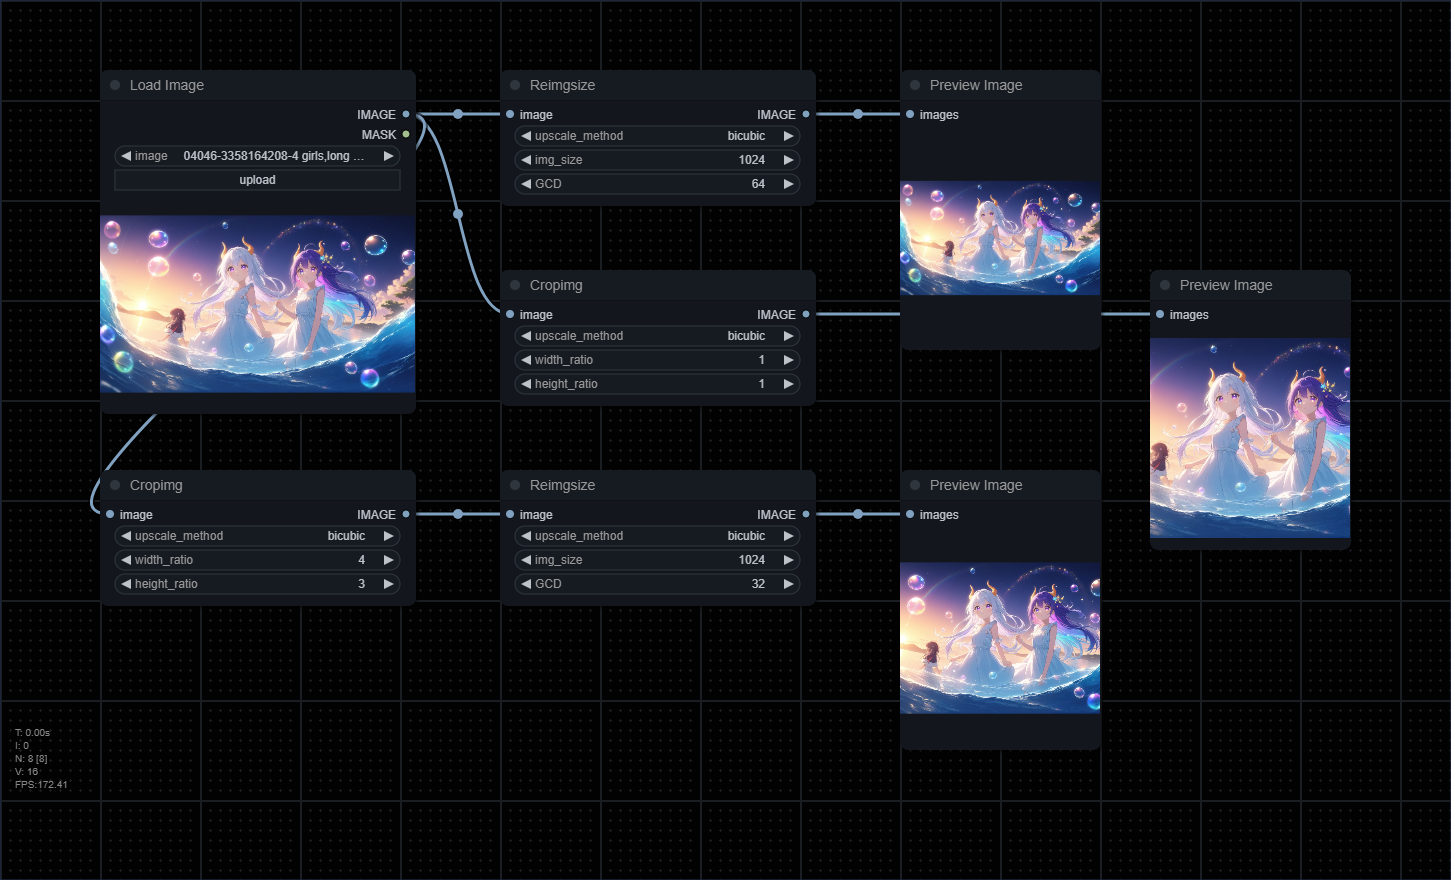 Load Image
IMAGE
MASK
image 04046-3358164208-4 girls,long ...
upload
Reimgsize
image IMAGE
upscale_method bicubic
img_size 1024
GCD 64
Preview Image
images
Cropimg
image IMAGE
upscale_method bicubic
width_ratio 1
height_ratio 1
Preview Image
images
Cropimg
image IMAGE
upscale_method bicubic
width_ratio 4
height_ratio 3
Reimgsize
image IMAGE
upscale_method bicubic
img_size 1024
GCD 32
Preview Image
images
T: 0.00s
I: 0
N: 8 [8]
V: 16
FPS:172.41